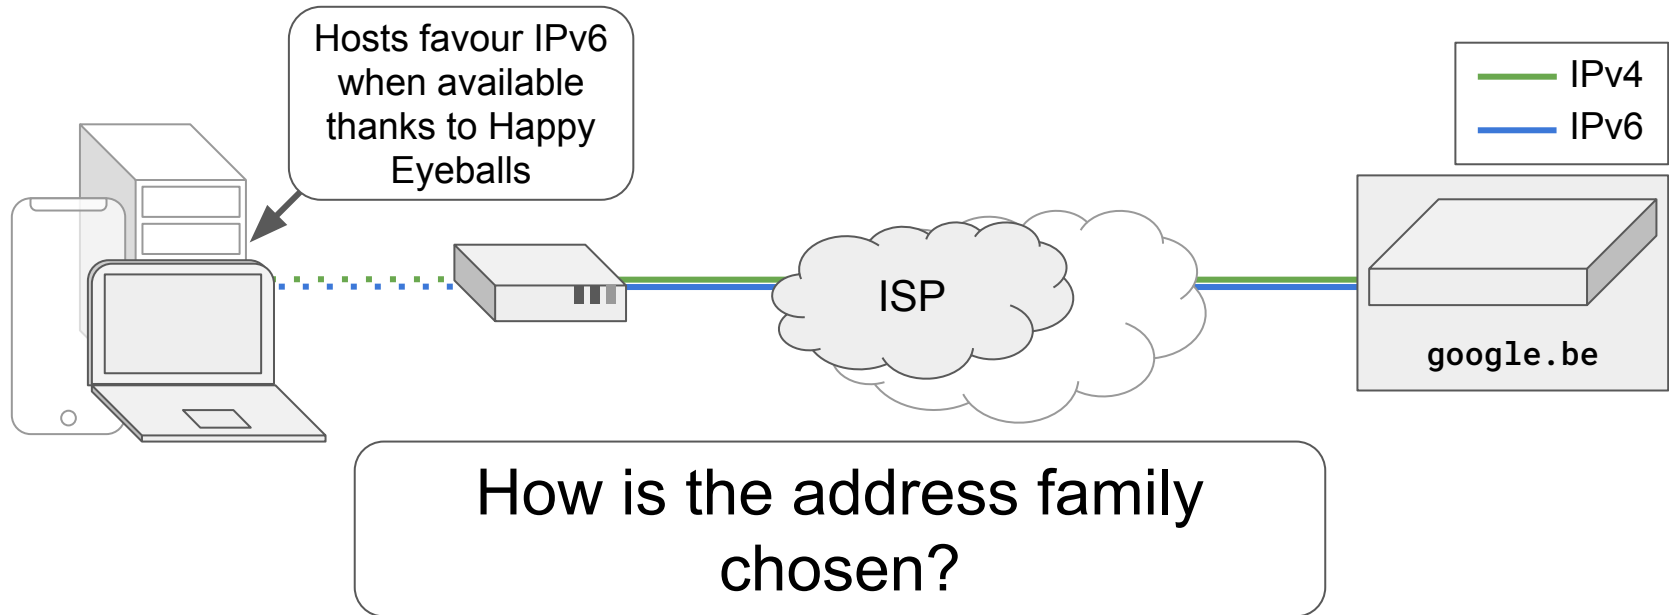 Hosts favour IPv6
when available
thanks to Happy
Eyeballs
IPv4
IPv6
ISP
google.be
How is the address family
chosen?